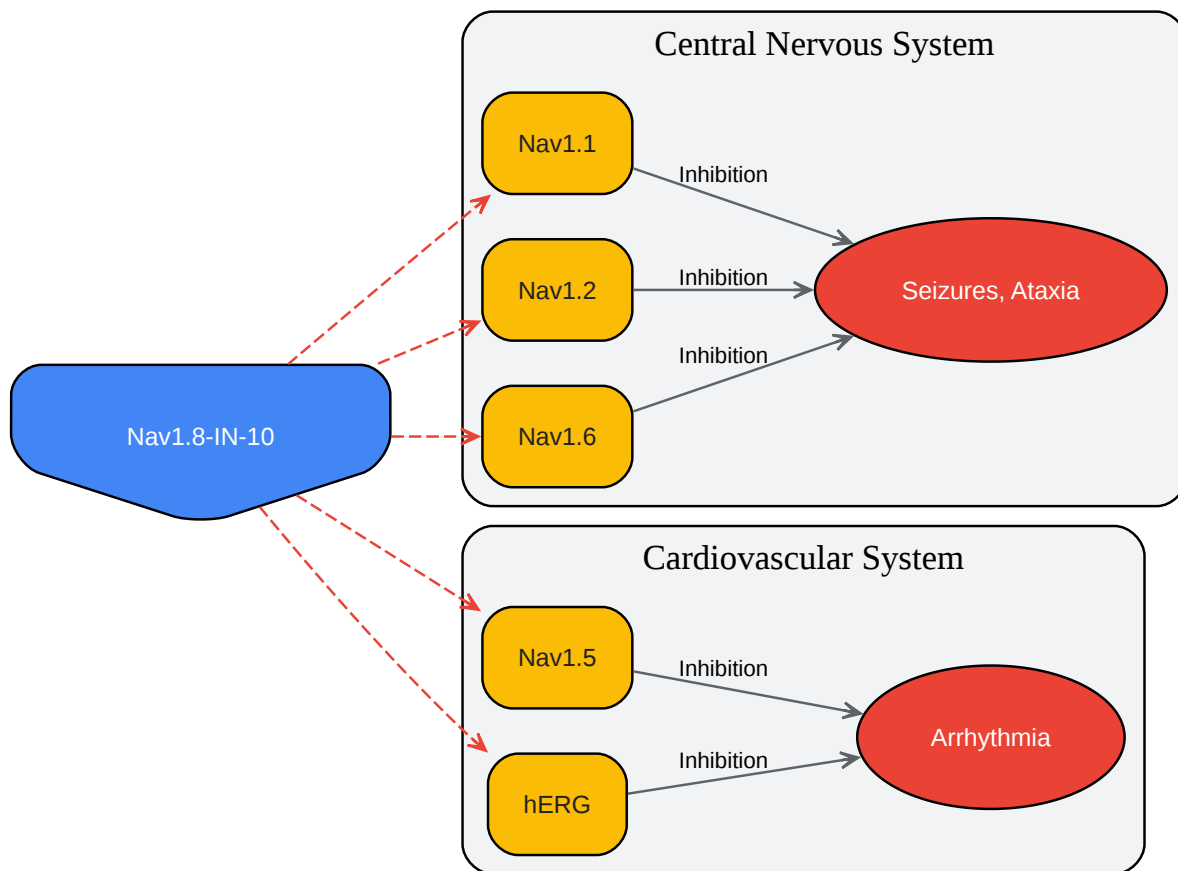 Central Nervous System
Nav1.1
Inhibition
Nav1.2
Inhibition
Seizures, Ataxia
Inhibition
Nav1.6
Nav1.8-IN-10
Cardiovascular System
Nav1.5
Inhibition
Arrhythmia
Inhibition
hERG